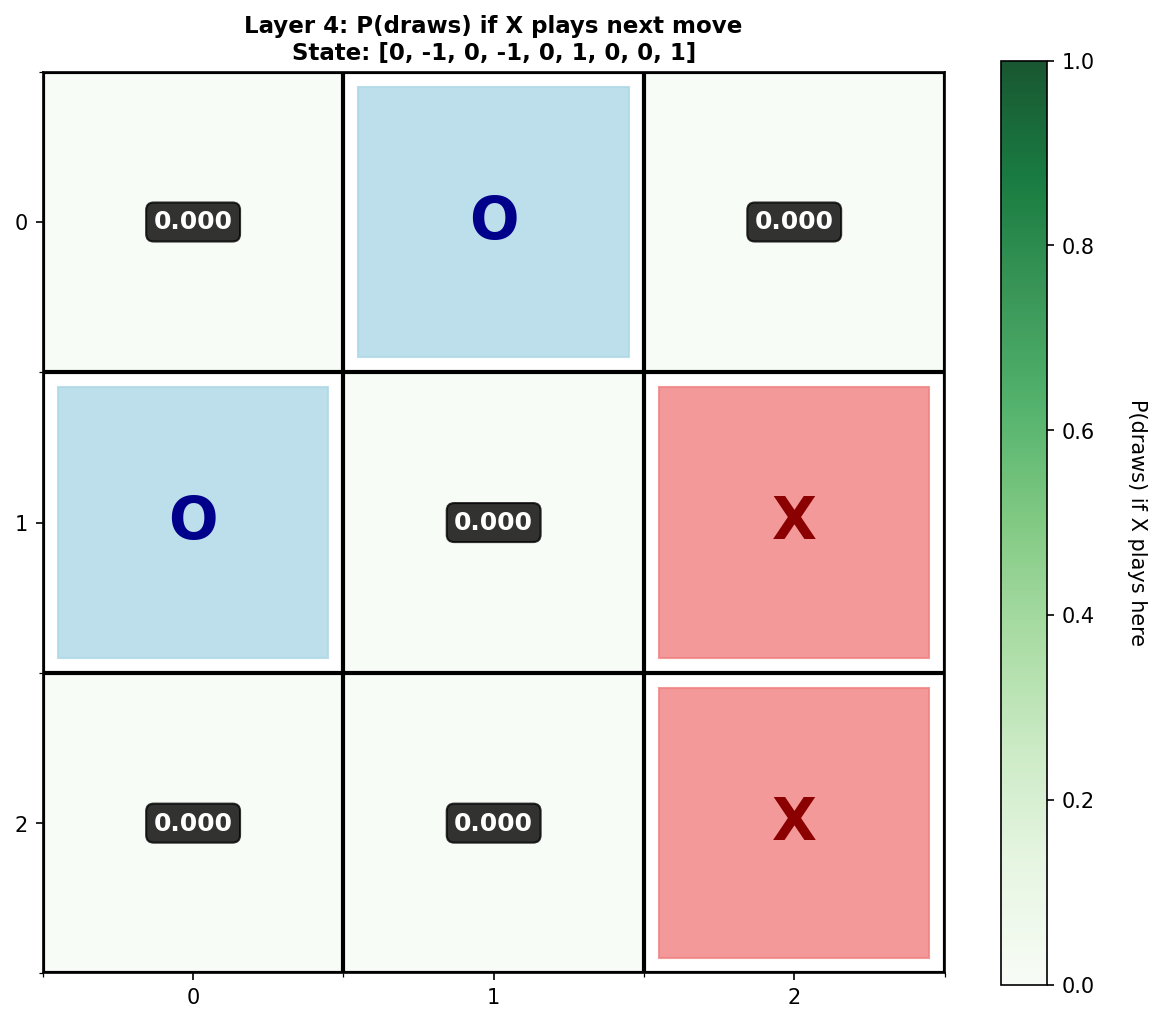 Layer 4: P(draws) if X plays next move
State: [0, -1, 0, -1, 0, 1, 0, 0, 1]
0
0.000
O
0.000
1
O
0.000
X
2
0.000
0.000
X
0
1
2
1.0
0.8
0.6
0.4
0.2
0.0
P(draws) if X plays here